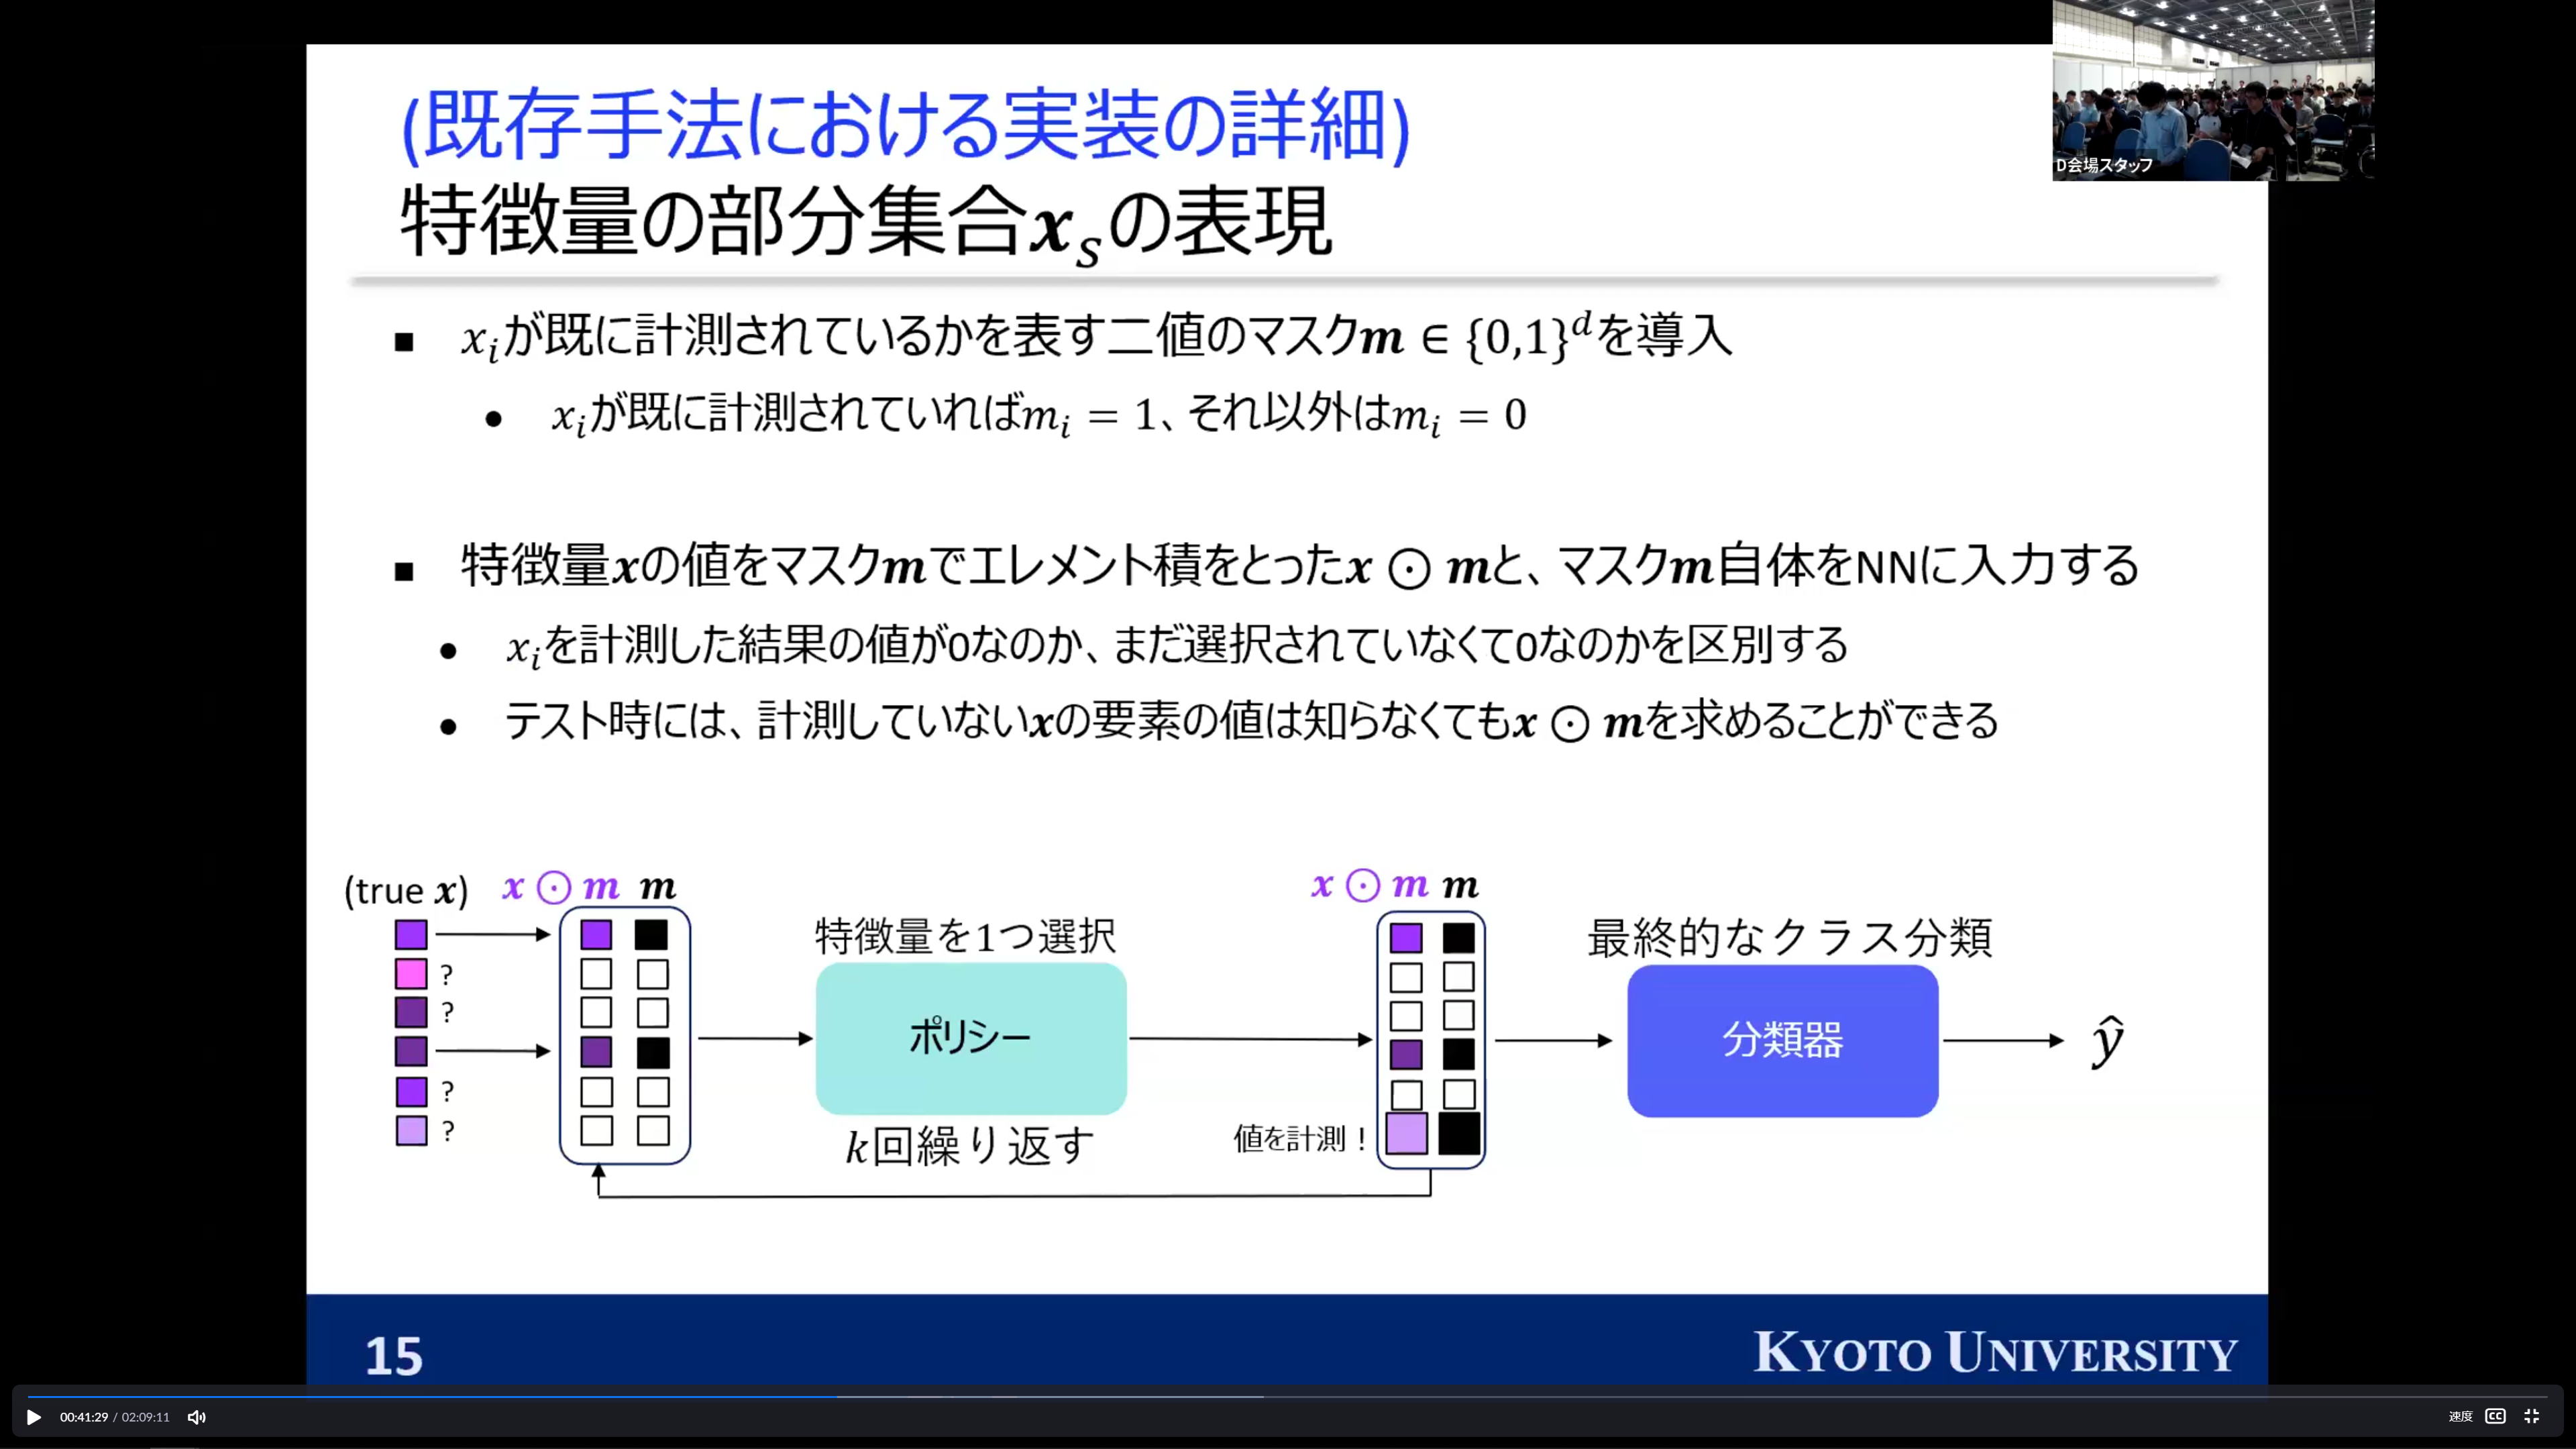 (既存手法における実装の詳細)
特徴量の部分集合x_Sの表現
D会場スタッフ
■ x_iが既に計測されているかを表す二値のマスクm ∈ {0,1}^dを導入
● x_iが既に計測されていればm_i = 1、それ以外はm_i = 0
■ 特徴量xの値をマスクmでエレメント積をとったx ⊙ mと、マスクm自体をNNに入力する
● x_iを計測した結果の値が0なのか、まだ選択されていなくて0なのかを区別する
● テスト時には、計測していないxの要素の値は知らなくてもx ⊙ mを求めることができる
(true x) x ⊙ m m
x ⊙ m m
特徴量を1つ選択
最終的なクラス分類
?
?
?
?
ポリシー
分類器
ŷ
k回繰り返す
値を計測！
15
KYOTO UNIVERSITY
00:41:29 / 02:09:11
速度
CC